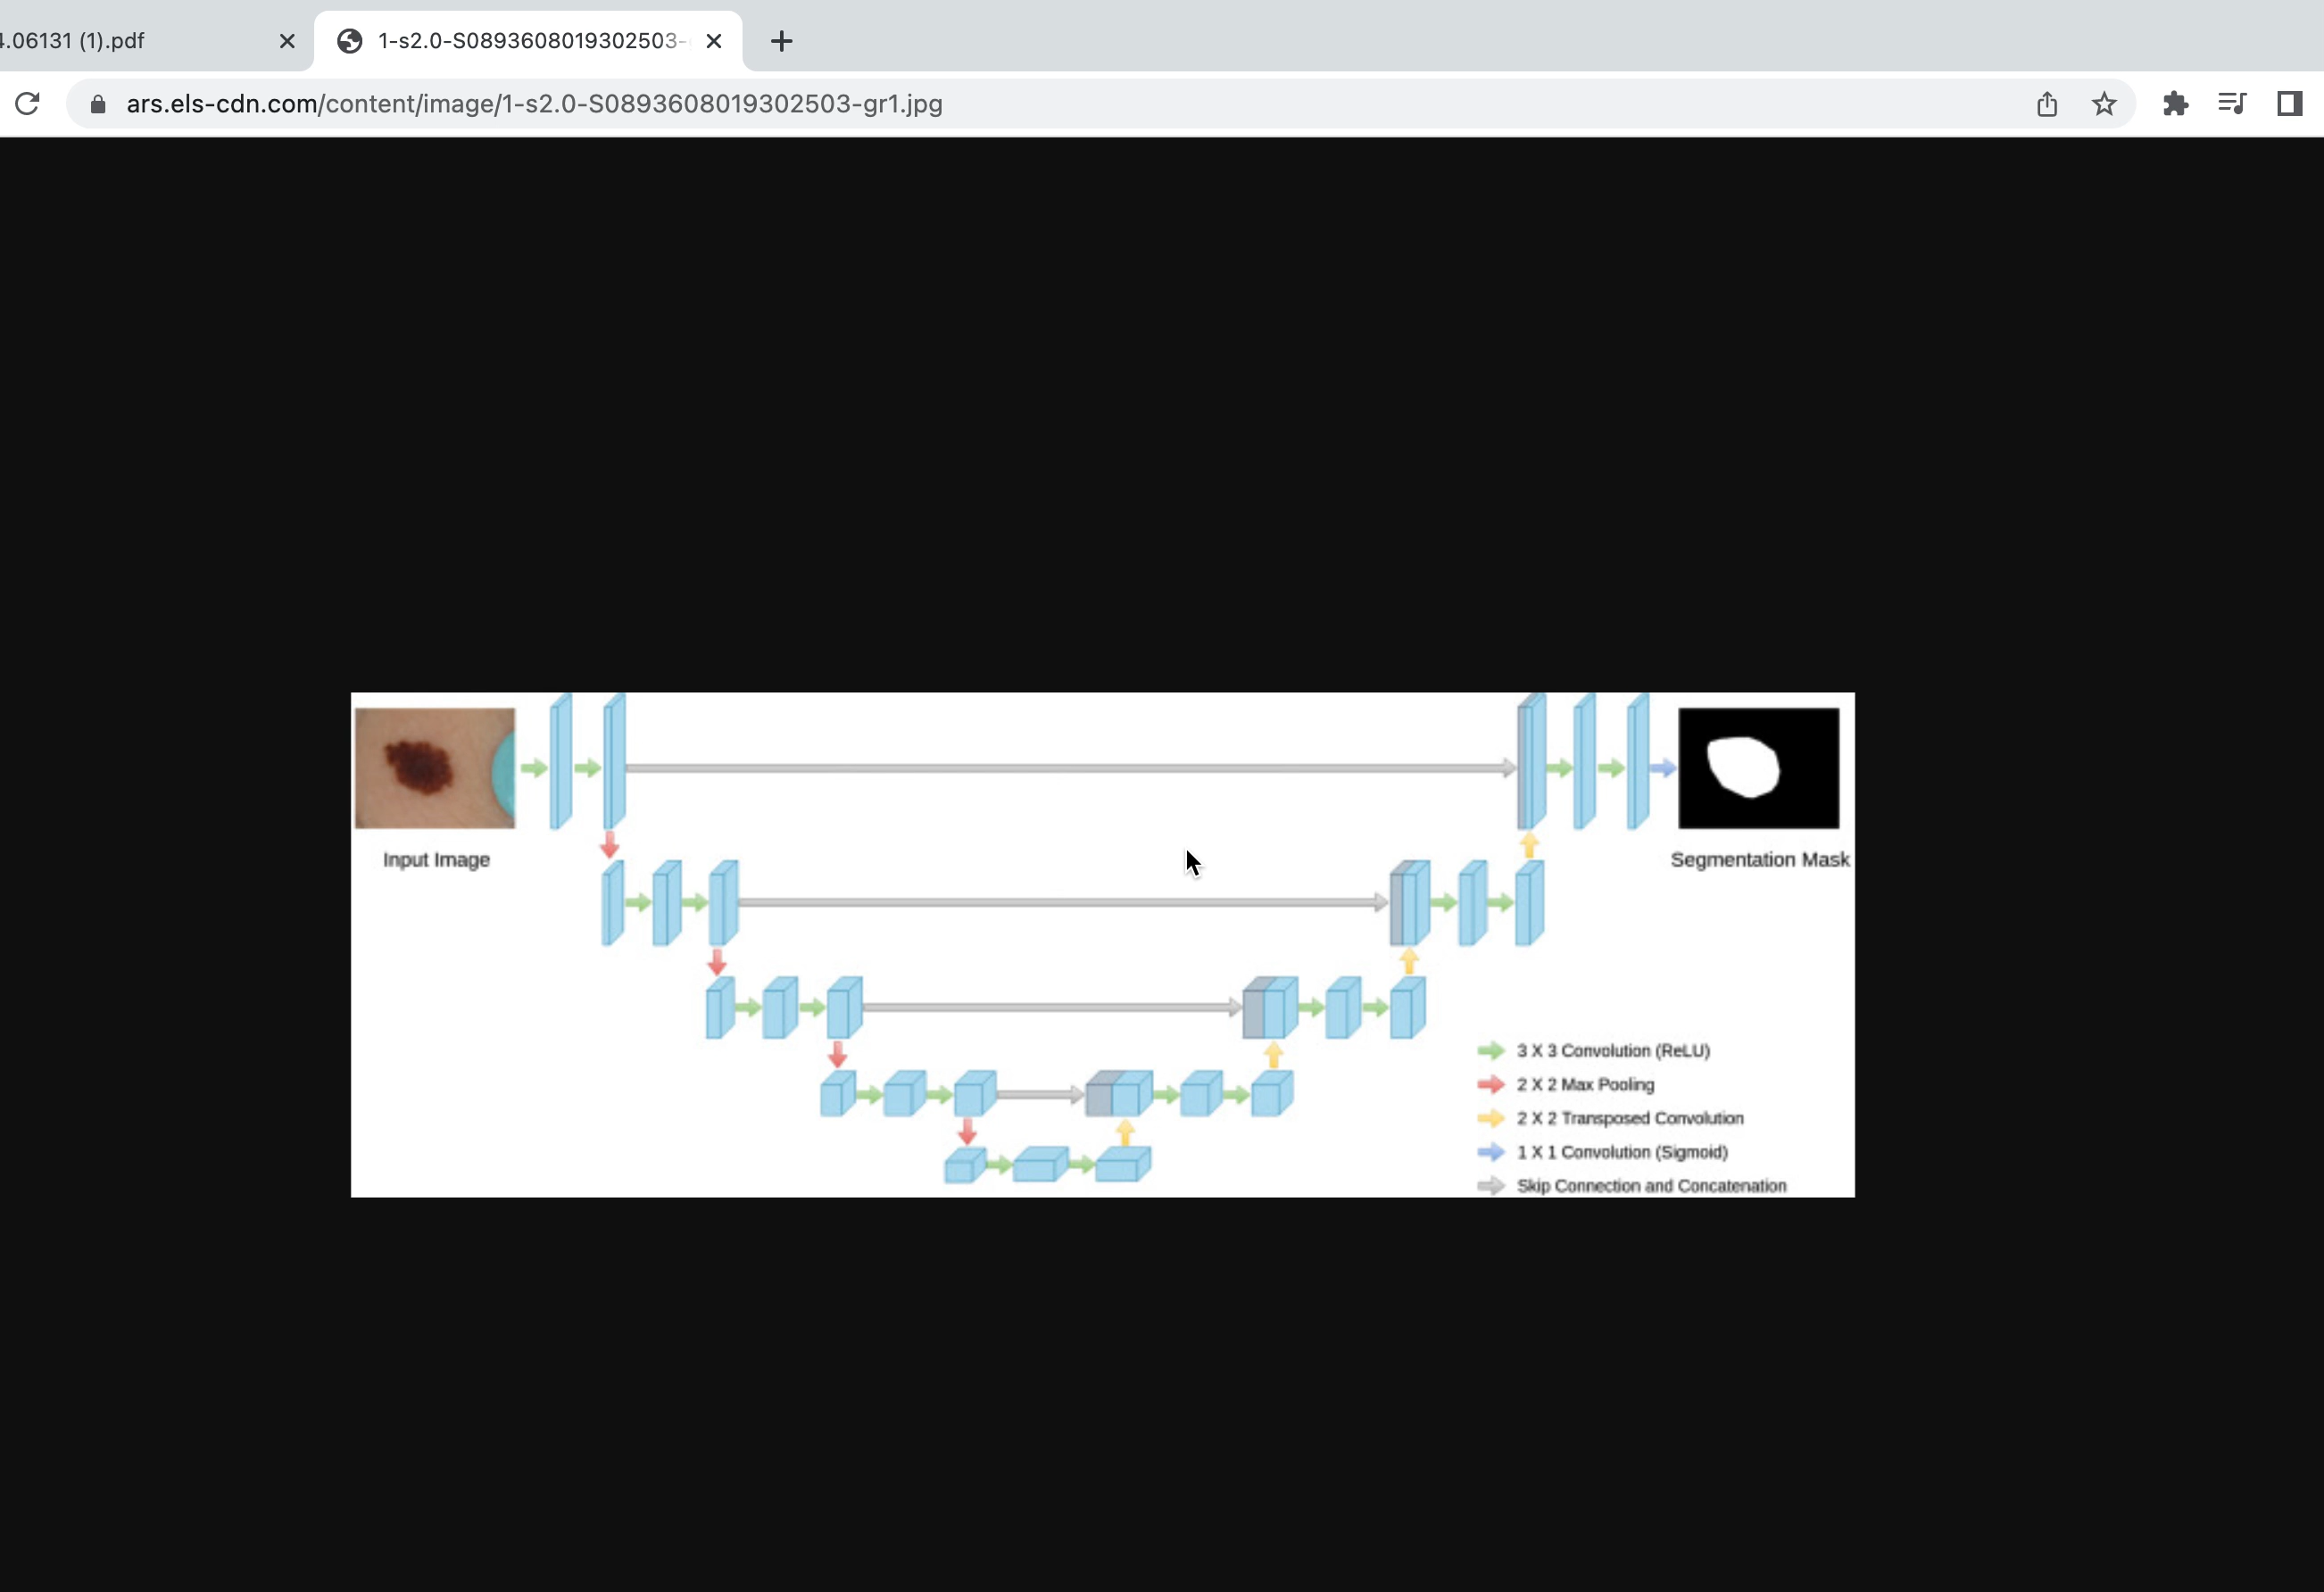 4.06131 (1).pdf
1-s2.0-S0893608019302503-
ars.els-cdn.com/content/image/1-s2.0-S0893608019302503-gr1.jpg
Input Image
Segmentation Mask
3 X 3 Convolution (ReLU)
2 X 2 Max Pooling
2 X 2 Transposed Convolution
1 X 1 Convolution (Sigmoid)
Skip Connection and Concatenation